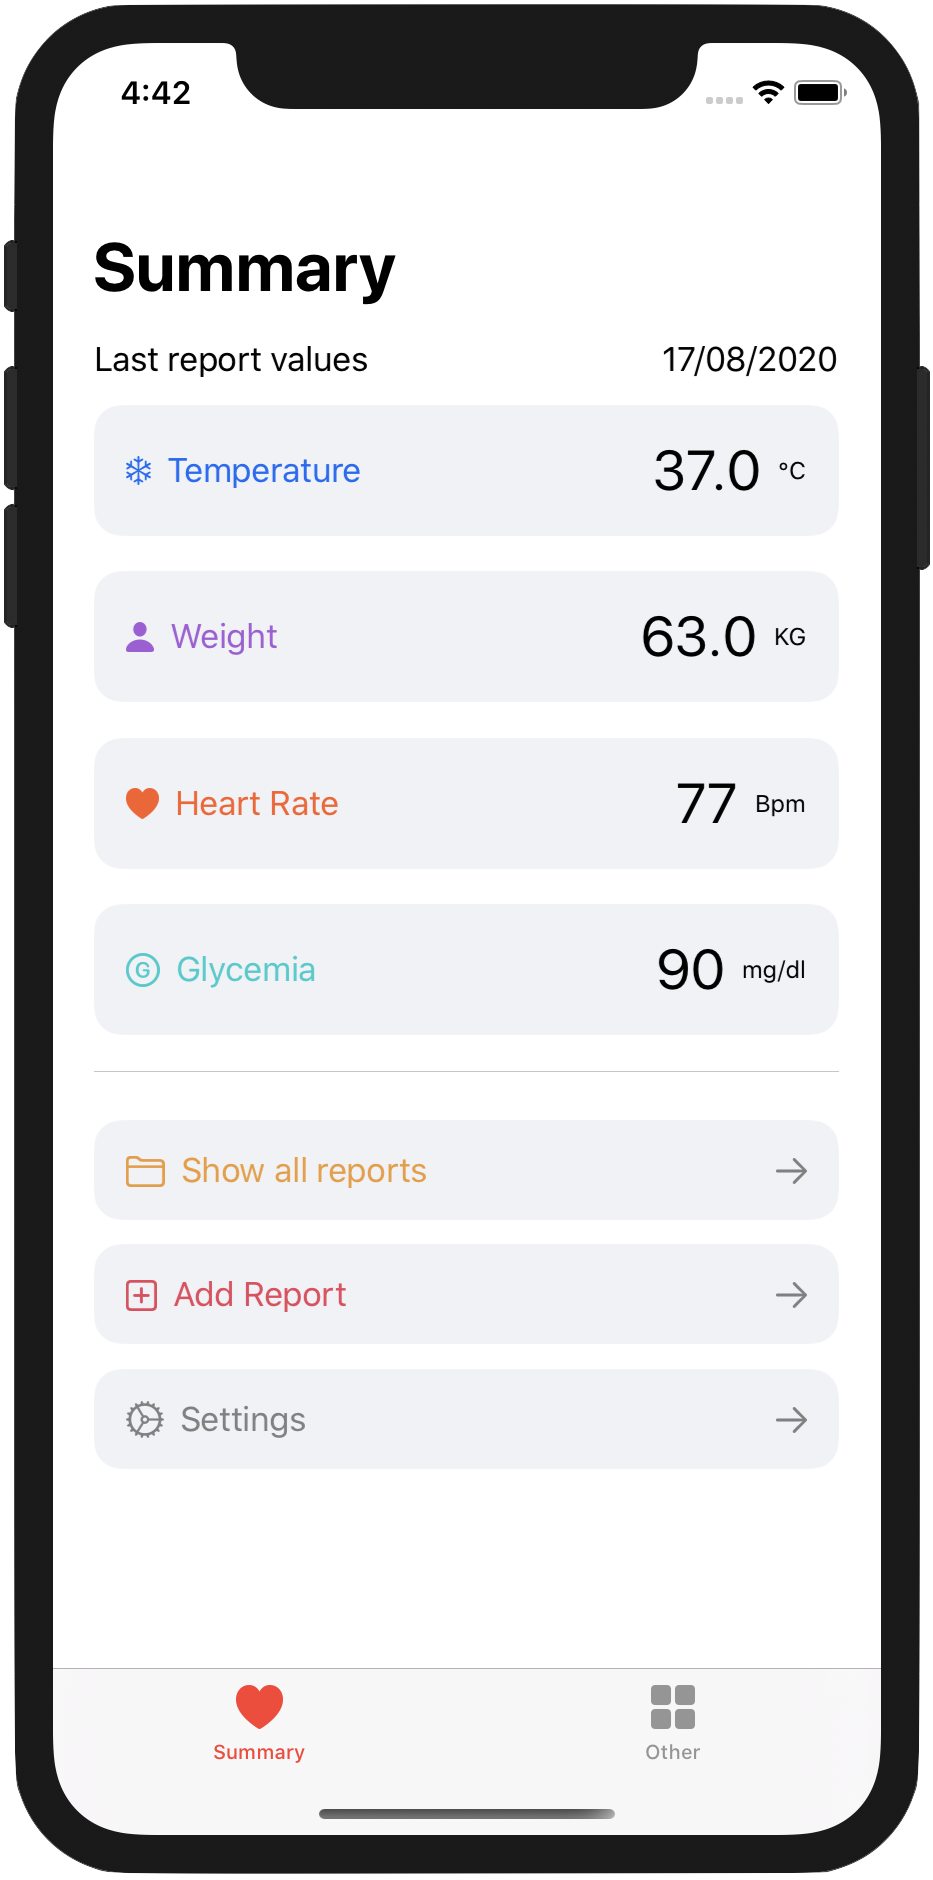 4:42
Summary
Last report values 17/08/2020
Temperature 37.0 °C
Weight 63.0 KG
Heart Rate 77 Bpm
G Glycemia 90 mg/dl
Show all reports
Add Report
Settings
Summary Other